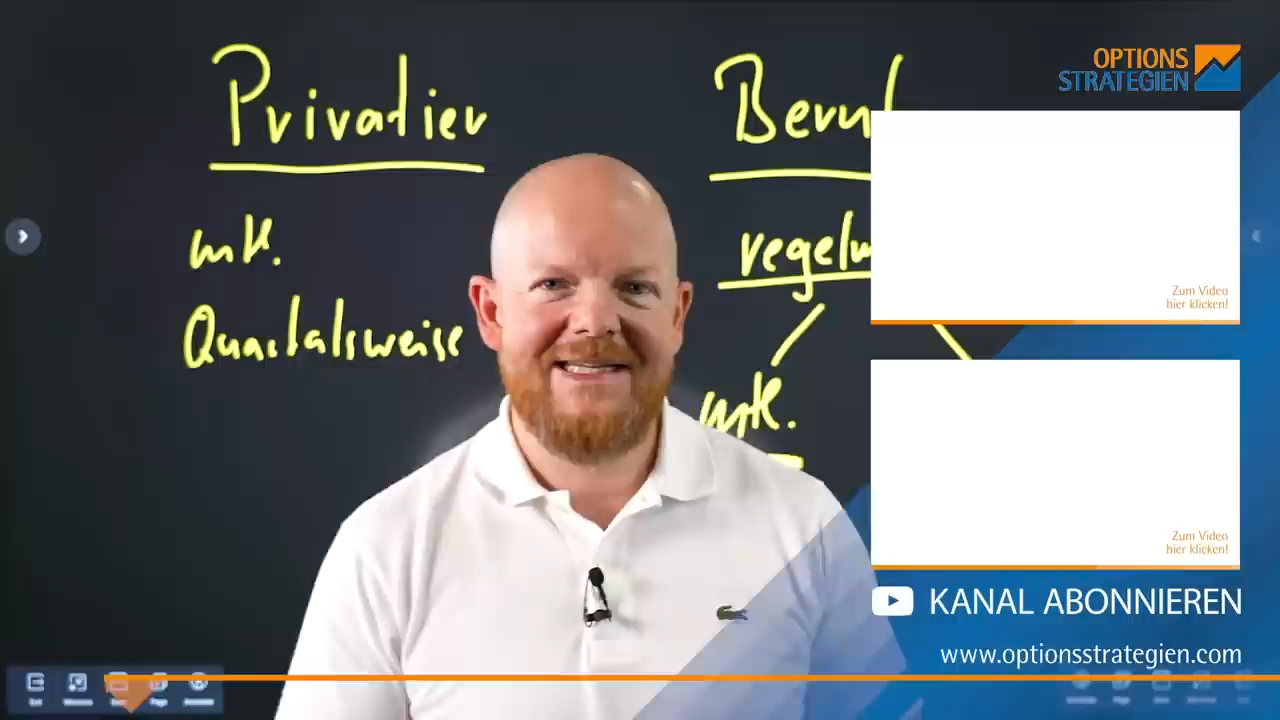 Privatier
mtl.
Quartalsweise
Beru
regelm
mtl.
OPTIONS
STRATEGIEN
Zum Video
hier klicken!
Zum Video
hier klicken!
KANAL ABONNIEREN
www.optionsstrategien.com